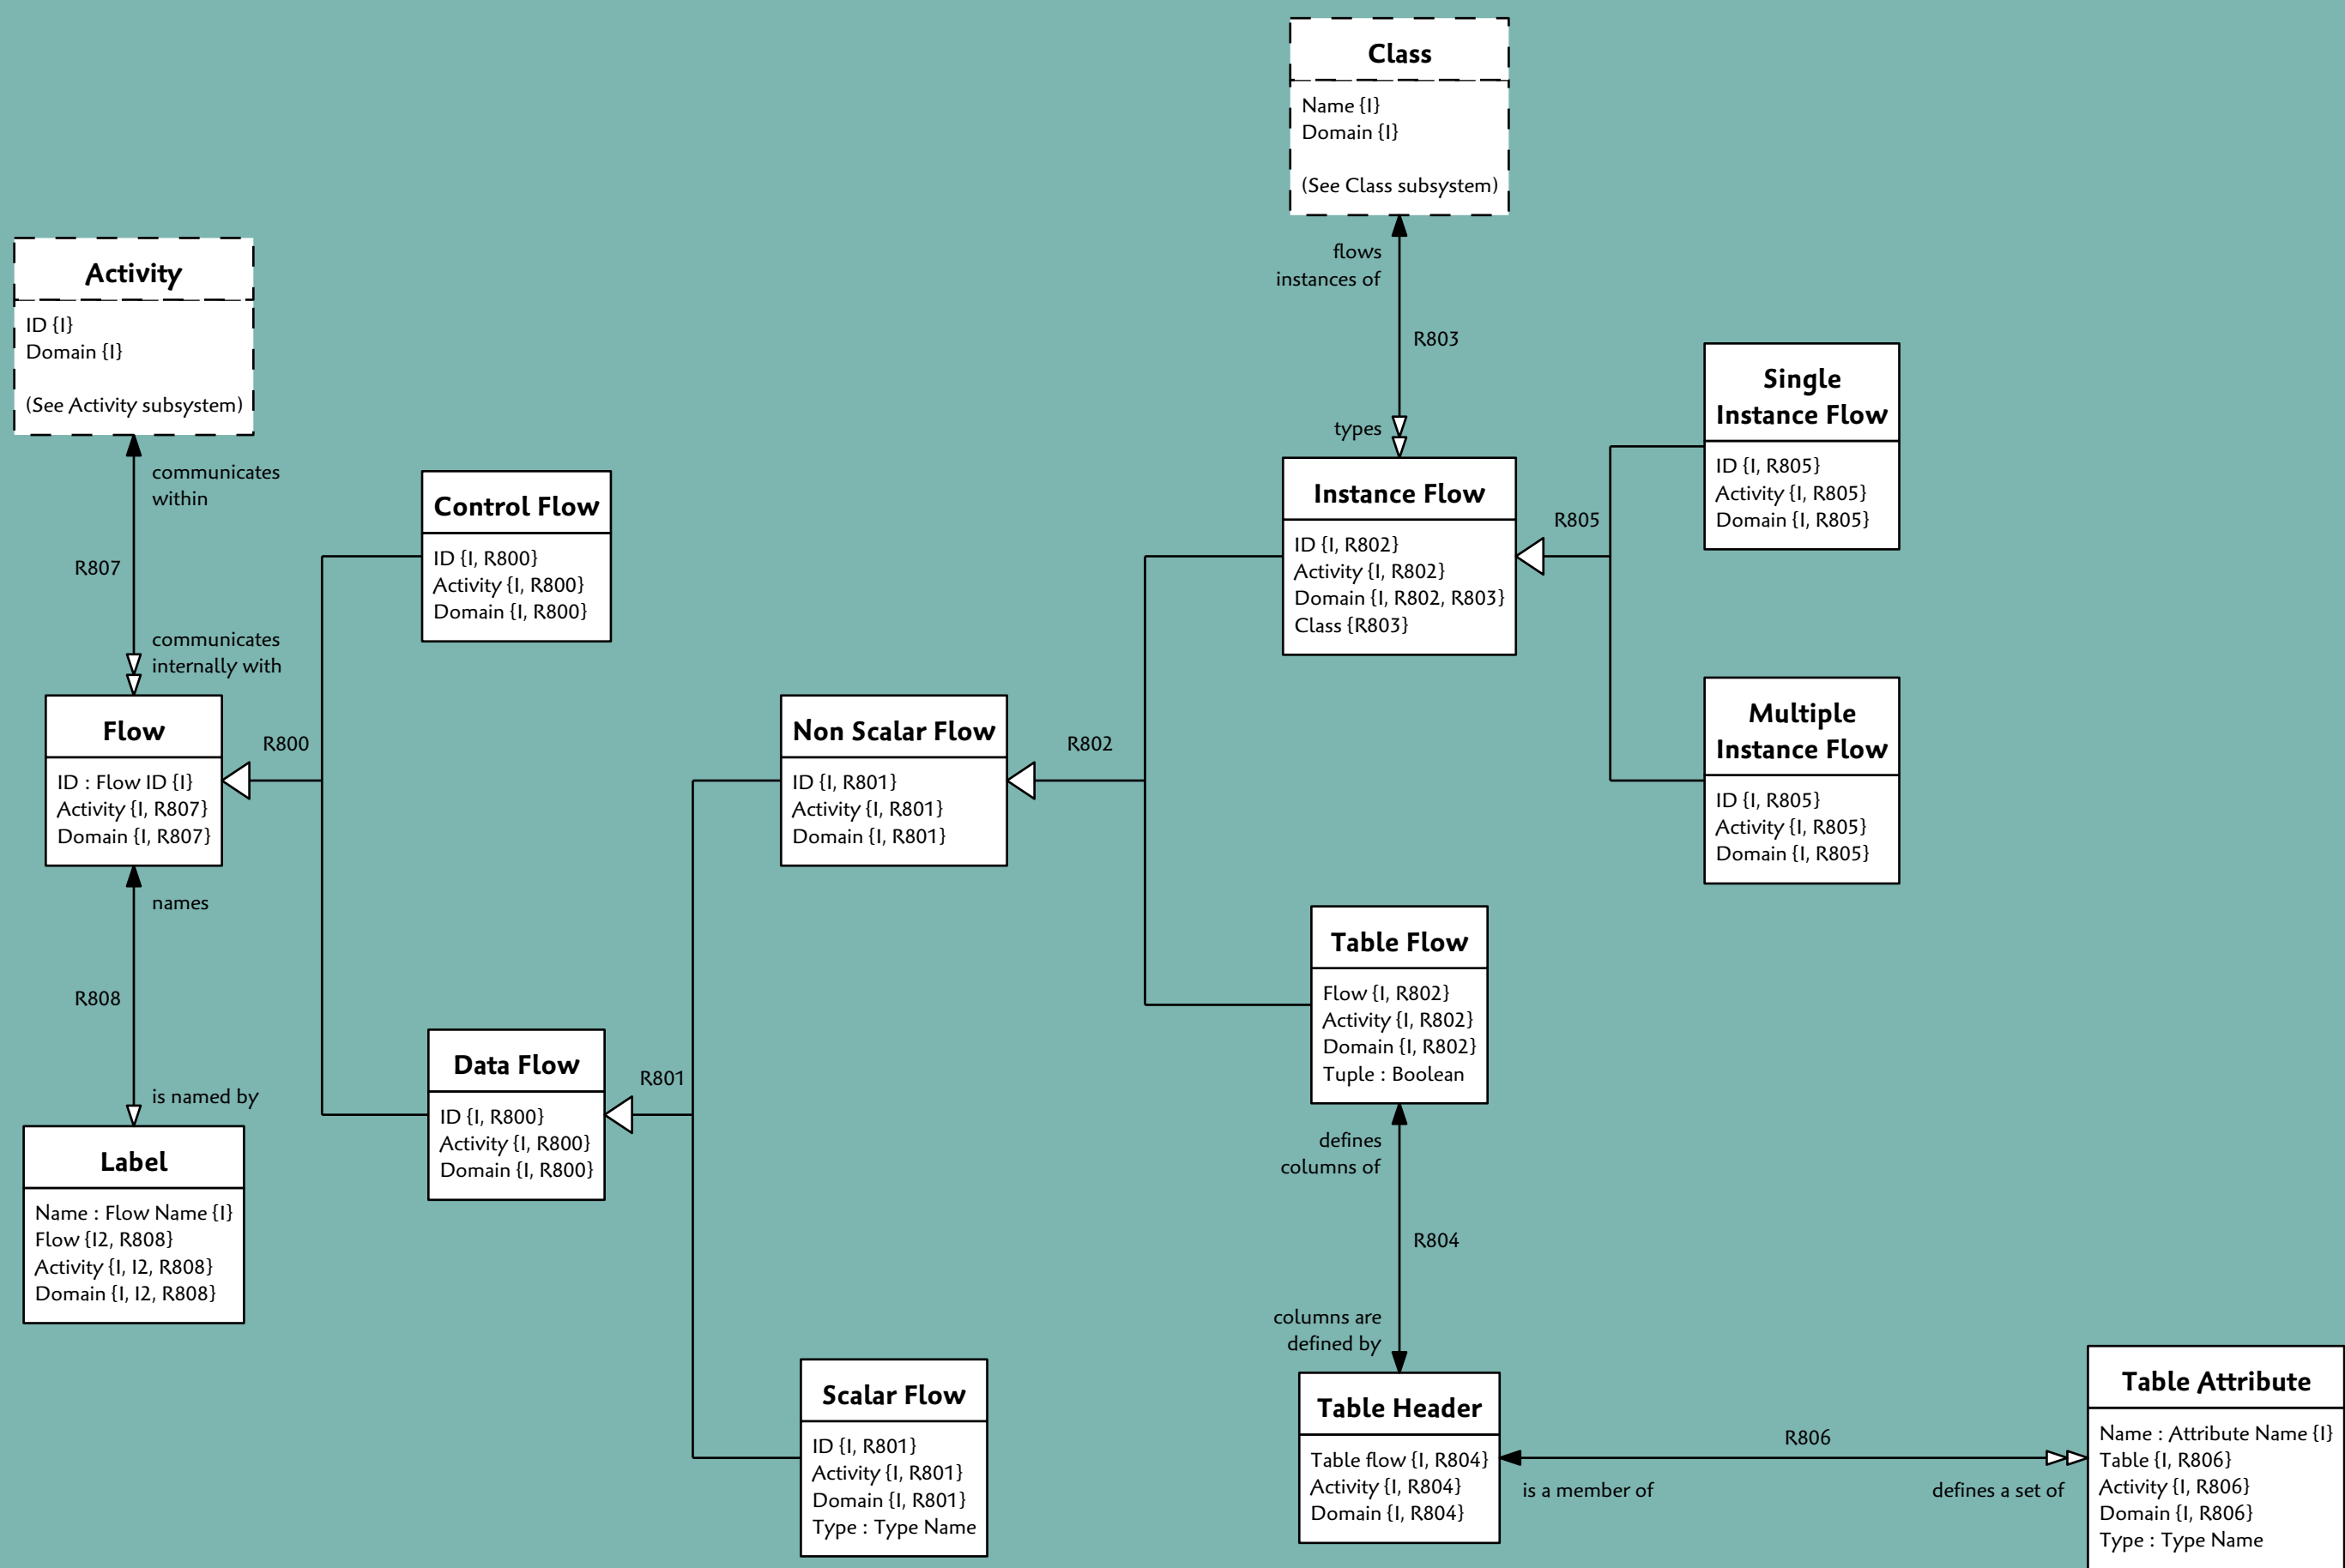 Class
Name {I}
Domain {I}
(See Class subsystem)
flows
instances of
R803
types
Activity
ID {I}
Domain {I}
(See Activity subsystem)
communicates
within
R807
communicates
internally with
Flow
ID : Flow ID {I}
Activity {I, R807}
Domain {I, R807}
R800
names
R808
is named by
Label
Name : Flow Name {I}
Flow {I2, R808}
Activity {I, I2, R808}
Domain {I, I2, R808}
Control Flow
ID {I, R800}
Activity {I, R800}
Domain {I, R800}
Data Flow
ID {I, R800}
Activity {I, R800}
Domain {I, R800}
R801
Non Scalar Flow
ID {I, R801}
Activity {I, R801}
Domain {I, R801}
R802
Scalar Flow
ID {I, R801}
Activity {I, R801}
Domain {I, R801}
Type : Type Name
Instance Flow
ID {I, R802}
Activity {I, R802}
Domain {I, R802, R803}
Class {R803}
R805
Single
Instance Flow
ID {I, R805}
Activity {I, R805}
Domain {I, R805}
Multiple
Instance Flow
ID {I, R805}
Activity {I, R805}
Domain {I, R805}
Table Flow
Flow {I, R802}
Activity {I, R802}
Domain {I, R802}
Tuple : Boolean
defines
columns of
R804
columns are
defined by
Table Header
Table flow {I, R804}
Activity {I, R804}
Domain {I, R804}
R806
is a member of
defines a set of
Table Attribute
Name : Attribute Name {I}
Table {I, R806}
Activity {I, R806}
Domain {I, R806}
Type : Type Name